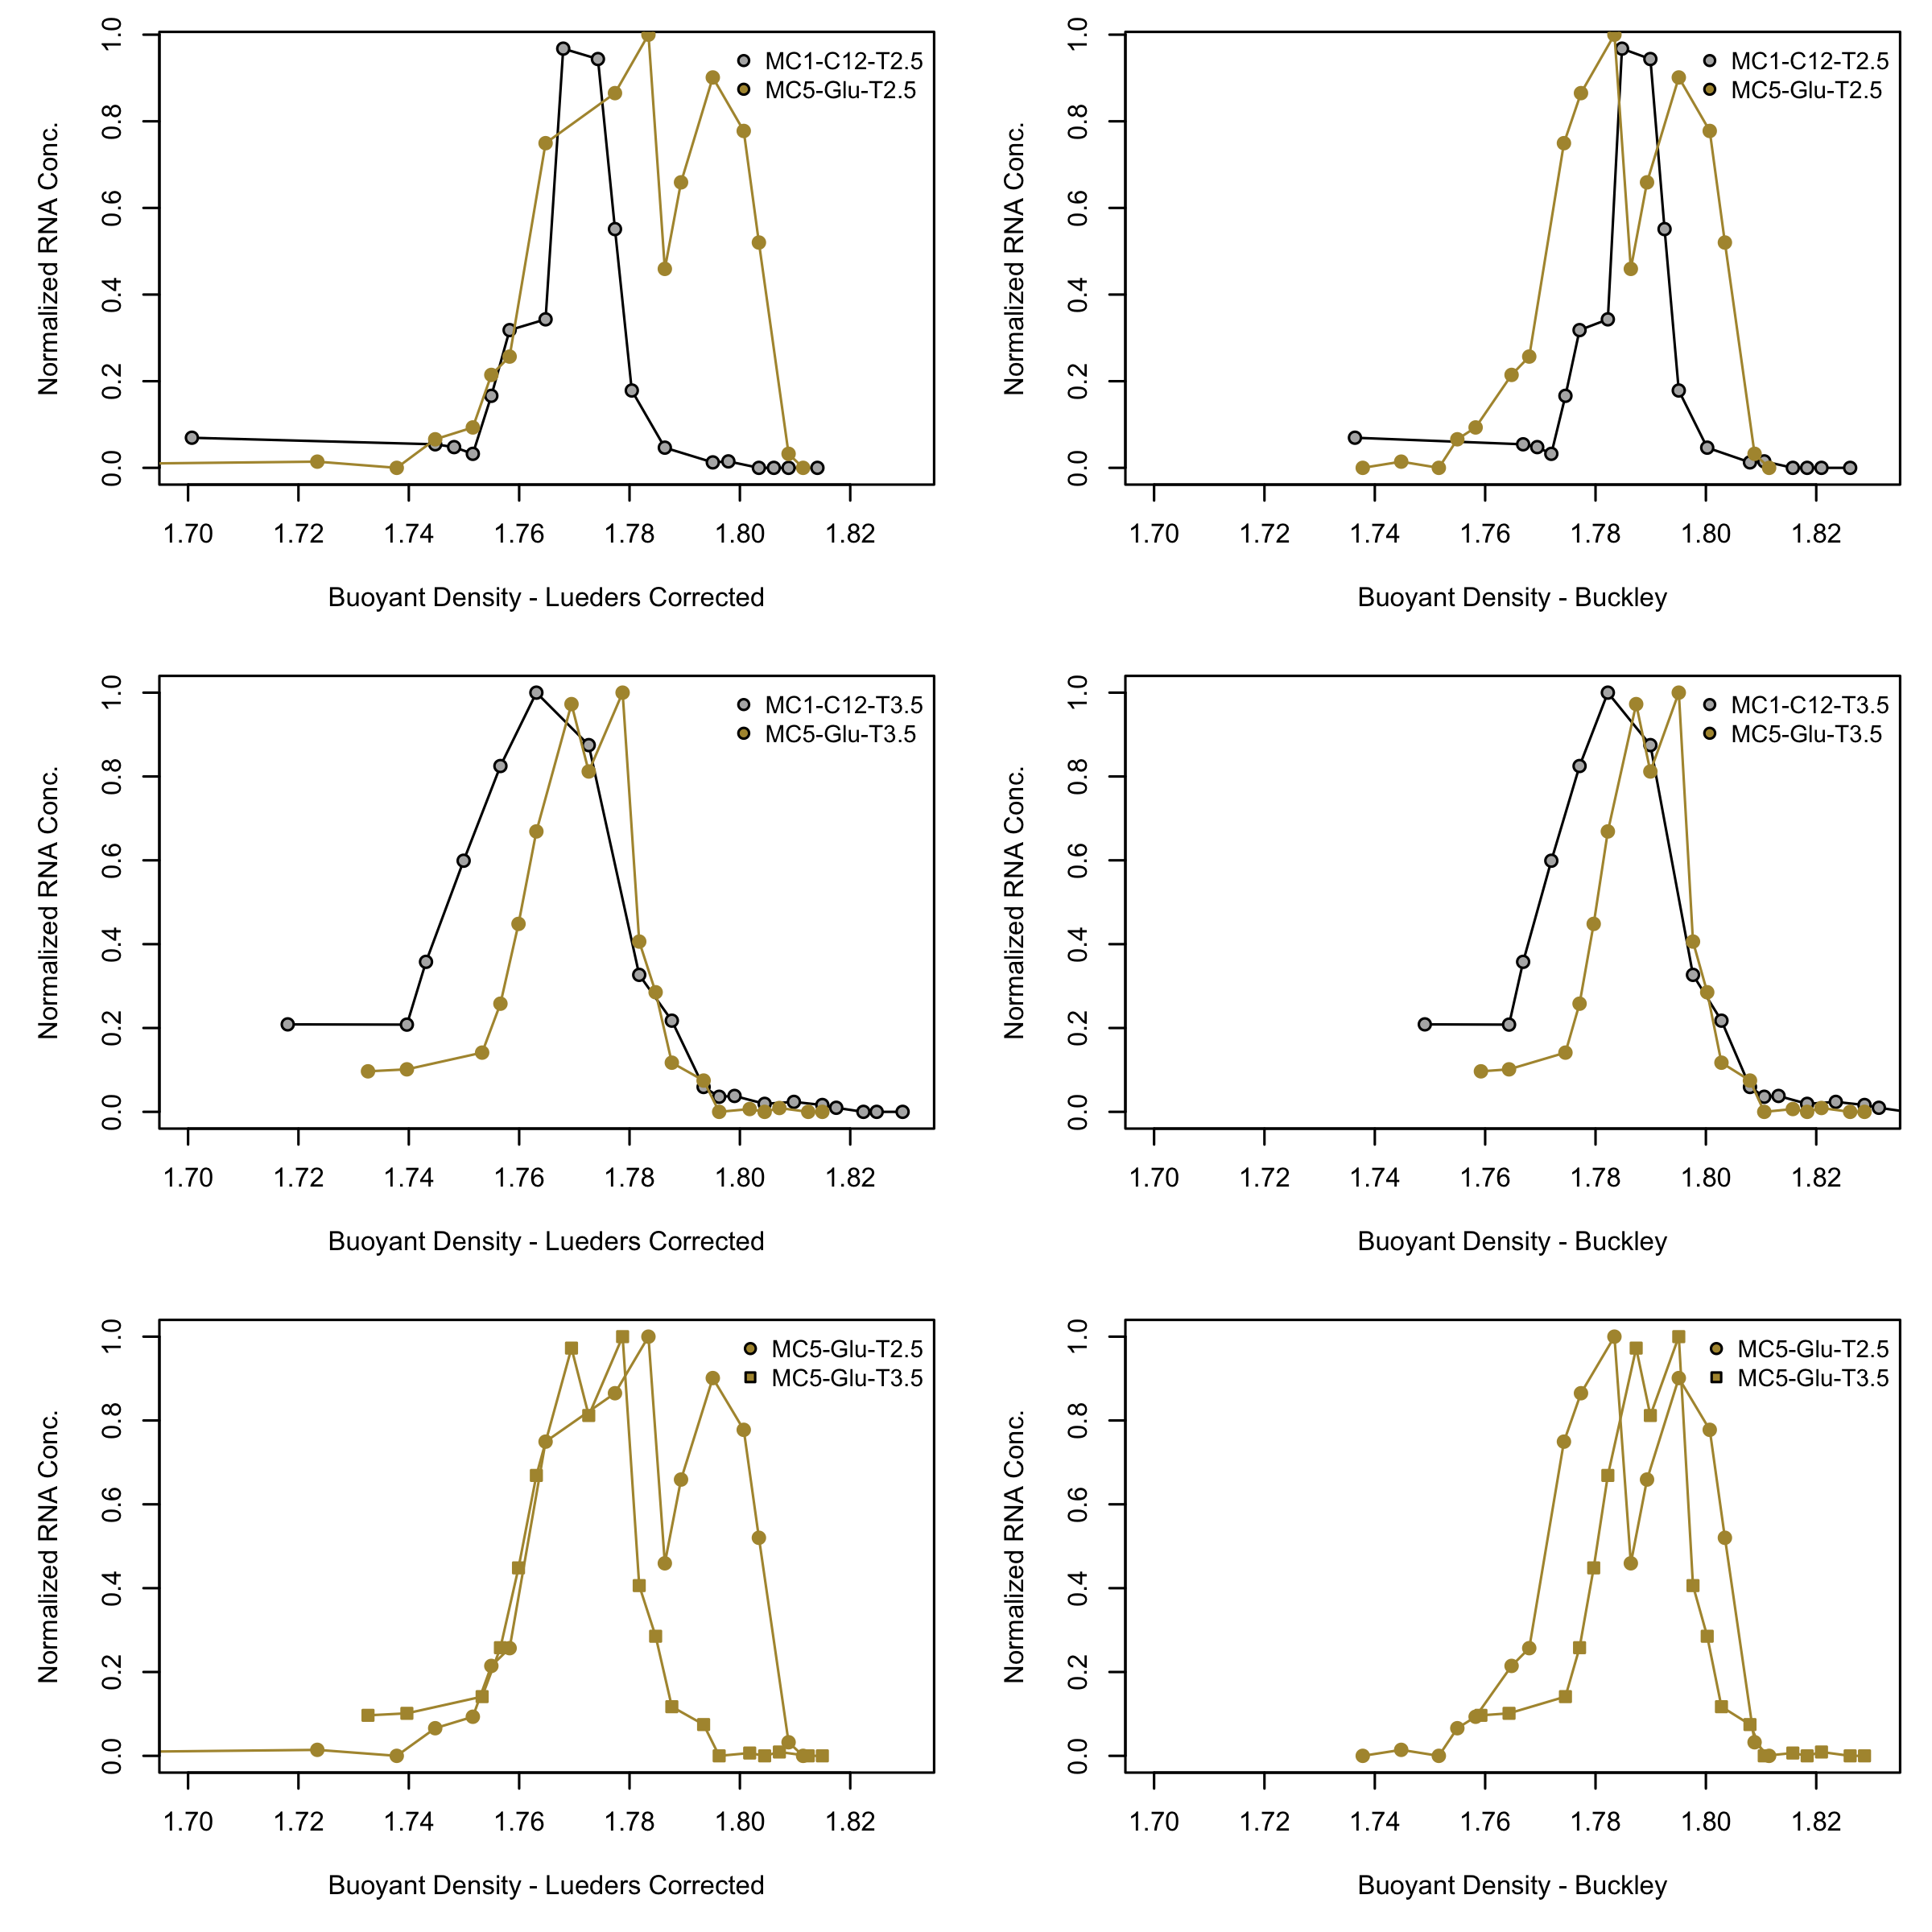 Normalized RNA Conc.
0.0 0.2 0.4 0.6 0.8 1.0
MC1-C12-T2.5
MC5-Glu-T2.5
1.70 1.72 1.74 1.76 1.78 1.80 1.82
Buoyant Density - Lueders Corrected
Normalized RNA Conc.
0.0 0.2 0.4 0.6 0.8 1.0
MC1-C12-T2.5
MC5-Glu-T2.5
1.70 1.72 1.74 1.76 1.78 1.80 1.82
Buoyant Density - Buckley
Normalized RNA Conc.
0.0 0.2 0.4 0.6 0.8 1.0
MC1-C12-T3.5
MC5-Glu-T3.5
1.70 1.72 1.74 1.76 1.78 1.80 1.82
Buoyant Density - Lueders Corrected
Normalized RNA Conc.
0.0 0.2 0.4 0.6 0.8 1.0
MC1-C12-T3.5
MC5-Glu-T3.5
1.70 1.72 1.74 1.76 1.78 1.80 1.82
Buoyant Density - Buckley
Normalized RNA Conc.
0.0 0.2 0.4 0.6 0.8 1.0
MC5-Glu-T2.5
MC5-Glu-T3.5
1.70 1.72 1.74 1.76 1.78 1.80 1.82
Buoyant Density - Lueders Corrected
Normalized RNA Conc.
0.0 0.2 0.4 0.6 0.8 1.0
MC5-Glu-T2.5
MC5-Glu-T3.5
1.70 1.72 1.74 1.76 1.78 1.80 1.82
Buoyant Density - Buckley